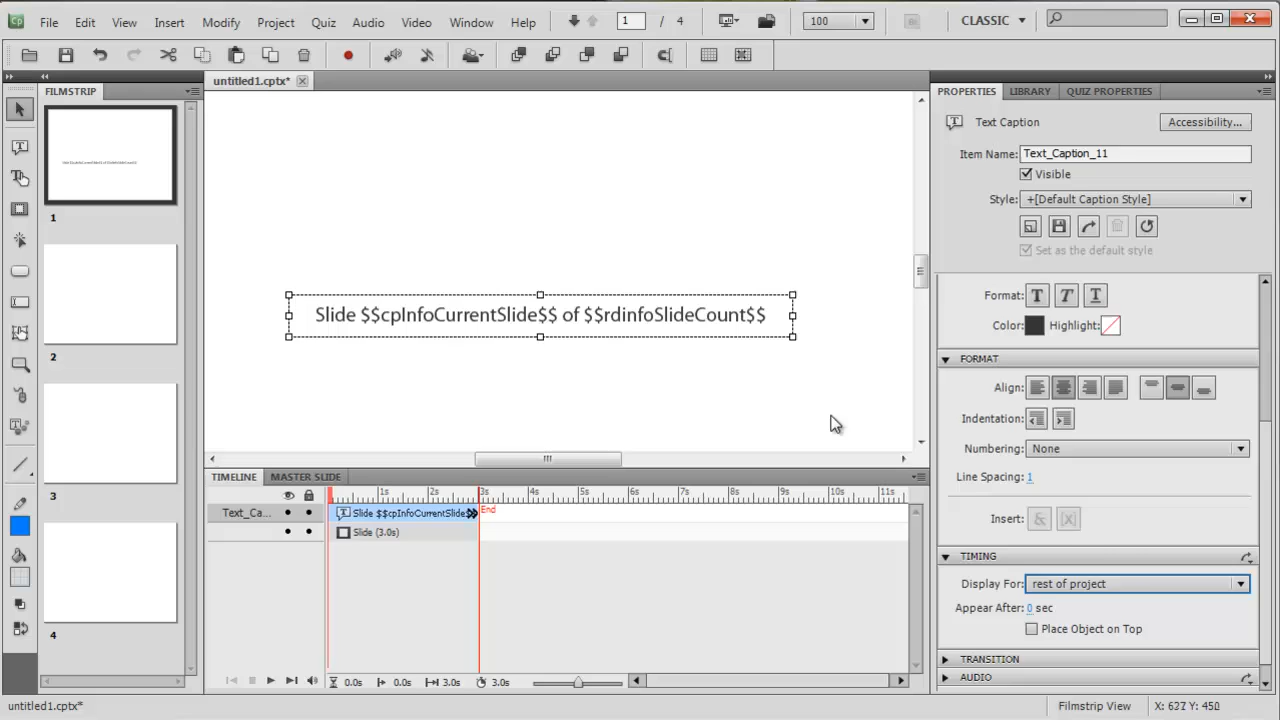 Cp File Edit View Insert Modify Project Quiz Audio Video Window Help 1 / 4 100 Br CLASSIC
untitled1.cptx*
FILMSTRIP
1
2
3
4
Slide $$cpInfoCurrentSlide$$ of $$rdinfoSlideCount$$
TIMELINE MASTER SLIDE
1s 2s 3s 4s 5s 6s 7s 8s 9s 10s 11s
Text_Ca... Slide $$cpInfoCurrentSlide$ End
Slide (3.0s)
0.0s 0.0s 3.0s 3.0s
PROPERTIES LIBRARY QUIZ PROPERTIES
Text Caption Accessibility...
Item Name: Text_Caption_11
Visible
Style: +[Default Caption Style]
Set as the default style
Format: T T T
Color: Highlight:
FORMAT
Align:
Indentation:
Numbering: None
Line Spacing: 1
Insert:
TIMING
Display For: rest of project
Appear After: 0 sec
Place Object on Top
TRANSITION
AUDIO
untitled1.cptx* Filmstrip View X: 627 Y: 450